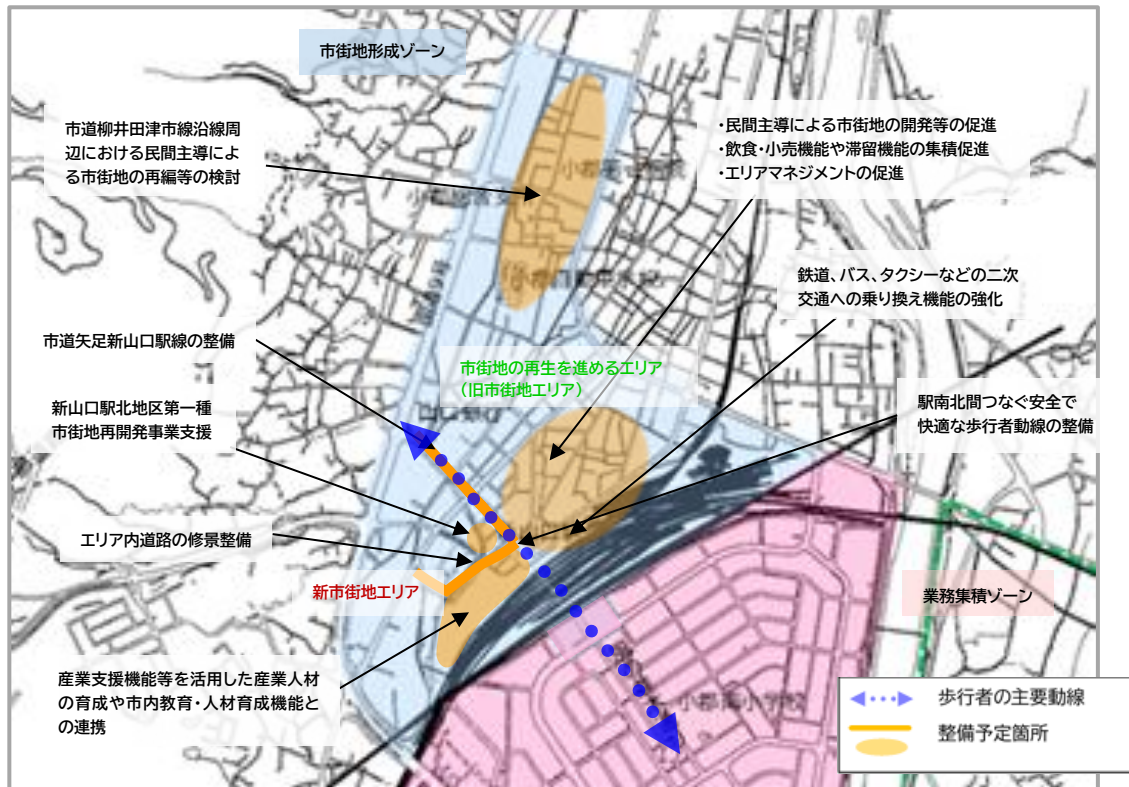 市街地形成ゾーン
市道柳井田津市線沿線周
辺における民間主導によ
る市街地の再編等の検討
・民間主導による市街地の開発等の促進
・飲食・小売機能や滞留機能の集積促進
・エリアマネジメントの促進
鉄道、バス、タクシーなどの二次
交通への乗り換え機能の強化
市道矢足新山口駅線の整備
市街地の再生を進めるエリア
（旧市街地エリア）
新山口駅北地区第一種
市街地再開発事業支援
駅南北間つなぐ安全で
快適な歩行者動線の整備
エリア内道路の修景整備
新市街地エリア
業務集積ゾーン
産業支援機能等を活用した産業人材
の育成や市内教育・人材育成機能と
の連携
小郡南小学校
歩行者の主要動線
整備予定箇所